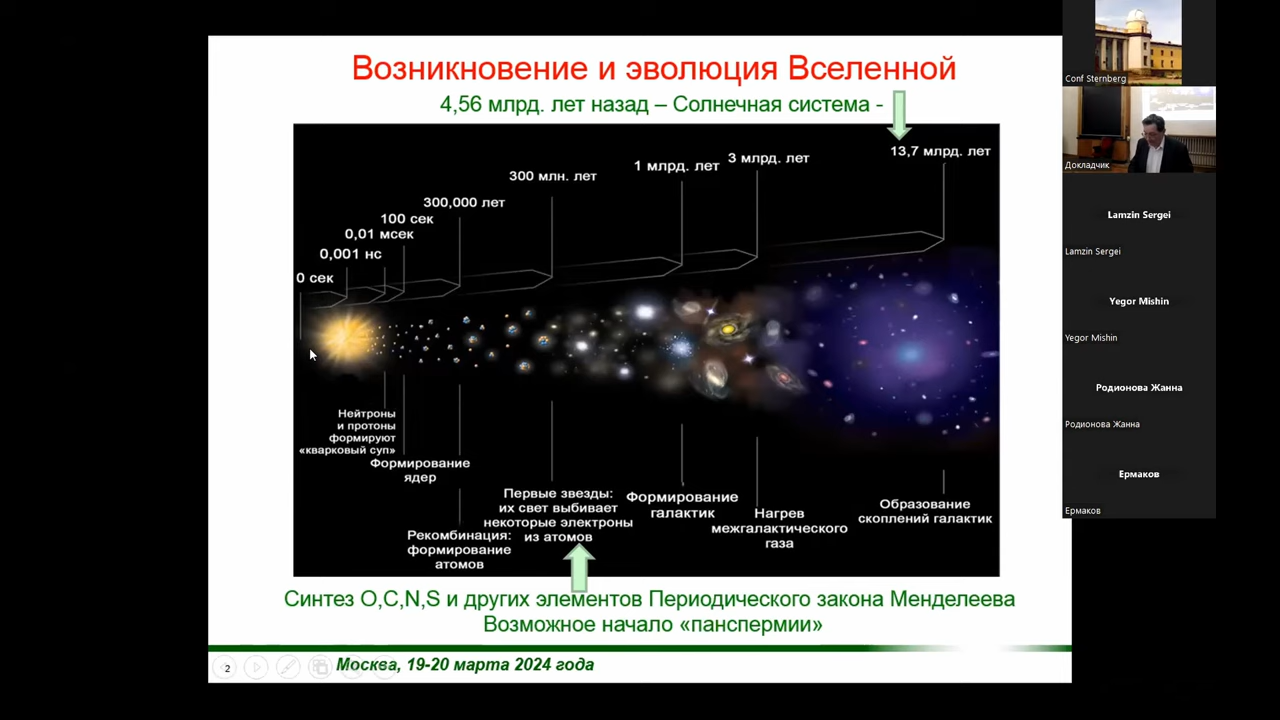 Возникновение и эволюция Вселенной
4,56 млрд. лет назад – Солнечная система -
13,7 млрд. лет
3 млрд. лет
1 млрд. лет
300 млн. лет
300,000 лет
100 сек
0,01 мсек
0,001 нс
0 сек
Нейтроны
и протоны
формируют
«кварковый суп»
Формирование
ядер
Рекомбинация:
формирование
атомов
Первые звезды:
их свет выбивает
некоторые электроны
из атомов
Формирование
галактик
Нагрев
межгалактического
газа
Образование
скоплений галактик
Синтез O,C,N,S и других элементов Периодического закона Менделеева
Возможное начало «панспермии»
2
Москва, 19-20 марта 2024 года
Conf Sternberg
Докладчик
Lamzin Sergei
Lamzin Sergei
Yegor Mishin
Yegor Mishin
Родионова Жанна
Родионова Жанна
Ермаков
Ермаков